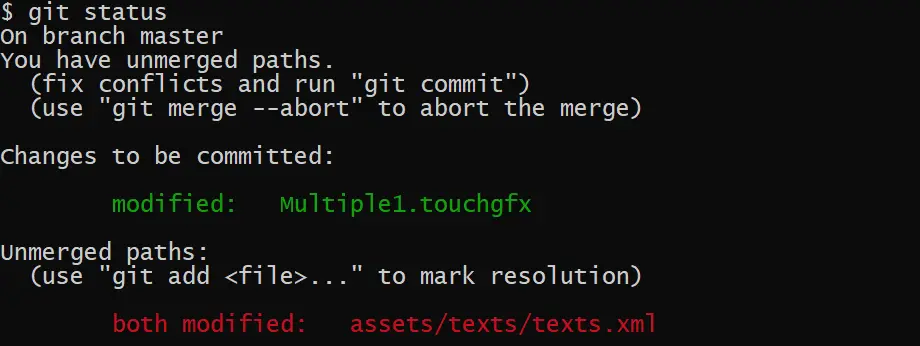 $ git status
On branch master
You have unmerged paths.
  (fix conflicts and run "git commit")
  (use "git merge --abort" to abort the merge)

Changes to be committed:

        modified:   Multiple1.touchgfx

Unmerged paths:
  (use "git add <file>..." to mark resolution)

        both modified:   assets/texts/texts.xml